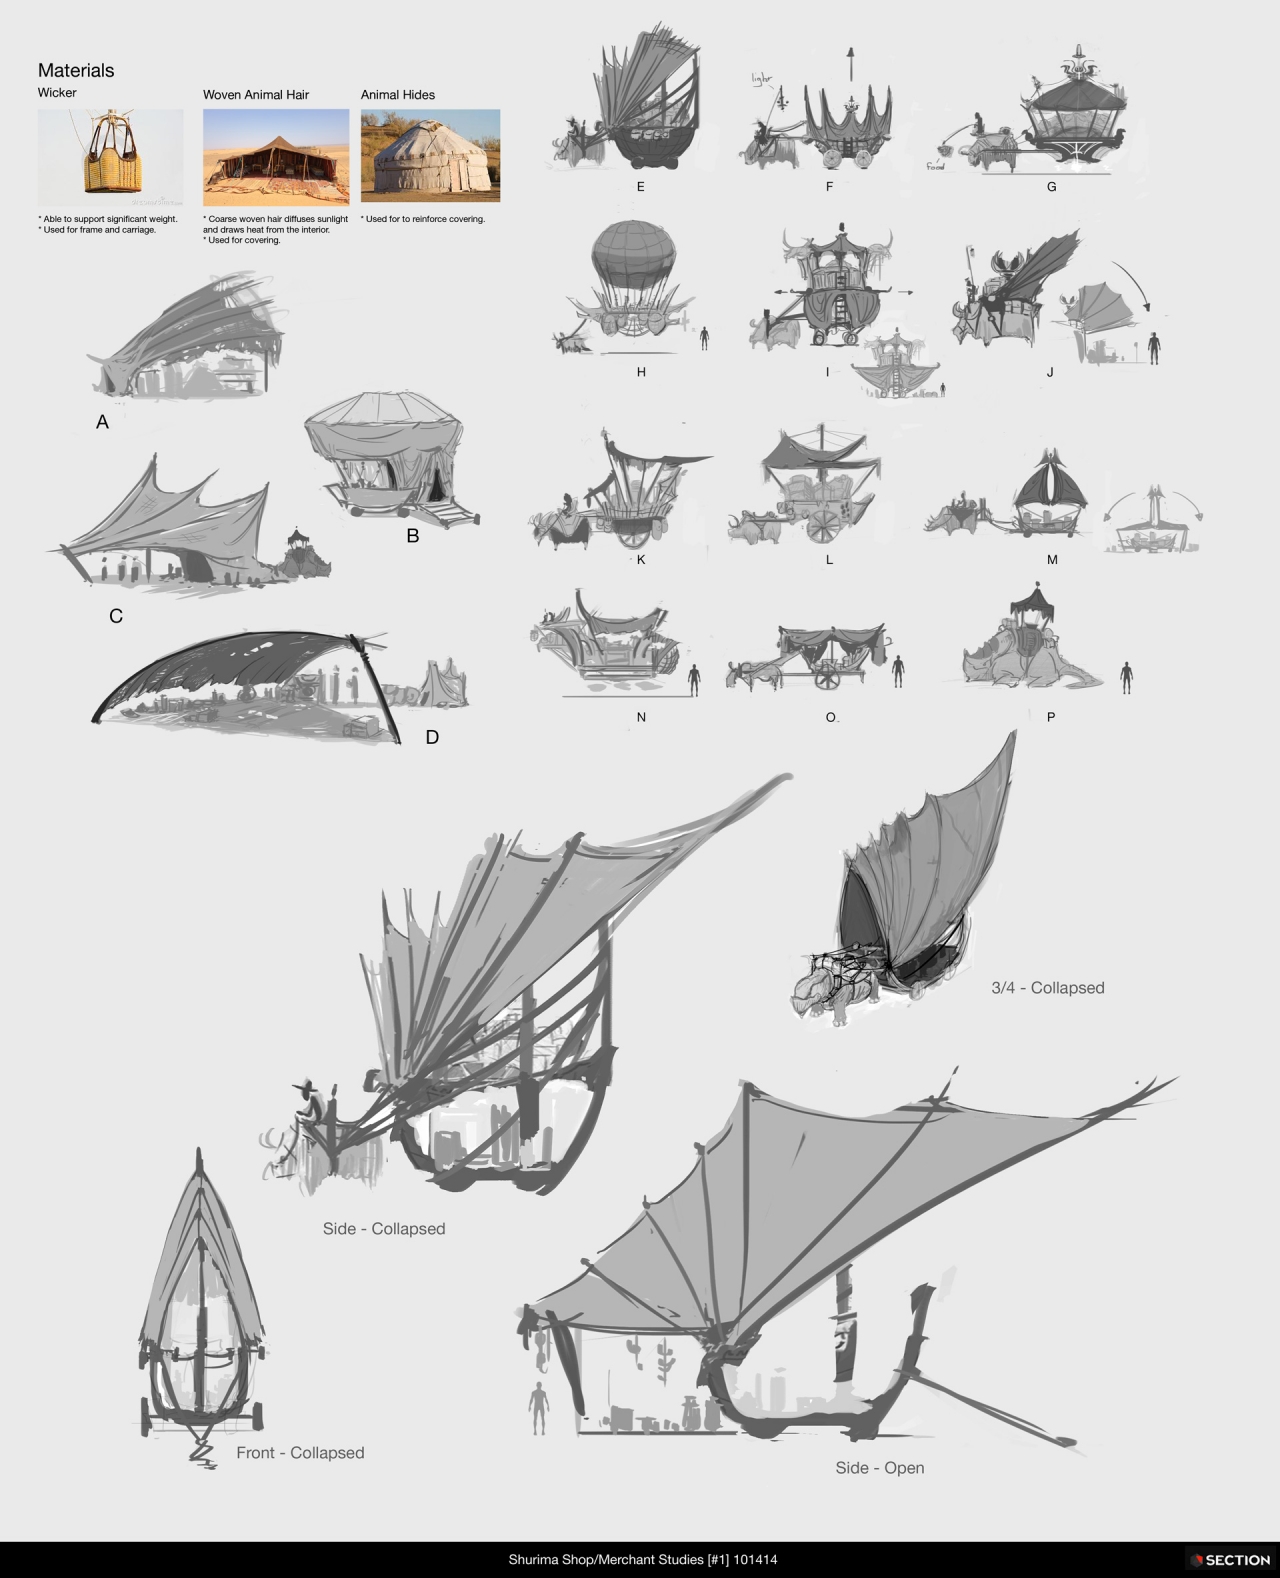 Materials
Wicker
Woven Animal Hair
Animal Hides
* Able to support significant weight.
* Used for frame and carriage.
* Coarse woven hair diffuses sunlight
and draws heat from the interior.
* Used for covering.
* Used for to reinforce covering.
light
food
E
F
G
H
I
J
A
B
C
D
K
L
M
N
O.
P
3/4 - Collapsed
Side - Collapsed
Front - Collapsed
Side - Open
Shurima Shop/Merchant Studies [#1] 101414
SECTION